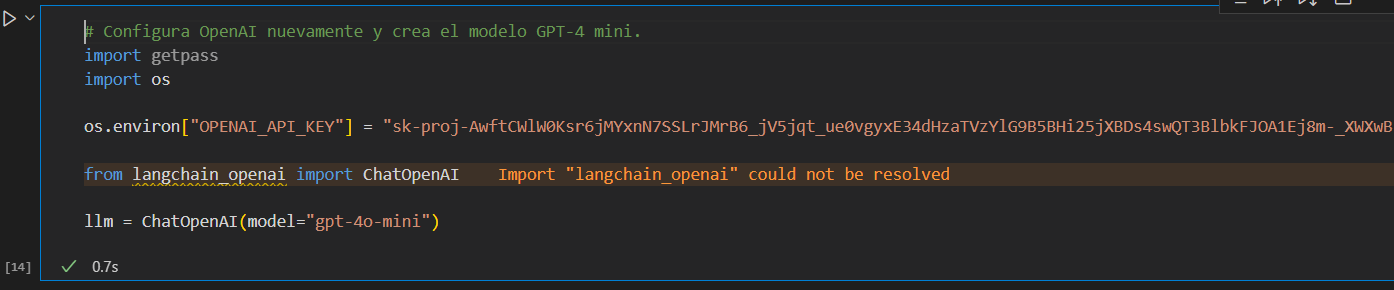 # Configura OpenAI nuevamente y crea el modelo GPT-4 mini.
import getpass
import os
os.environ["OPENAI_API_KEY"] = "sk-proj-AwftCWlW0Ksr6jMYxnN7SSLrJMrB6_jV5jqt_ue0vgyxE34dHzaTVzYlG9B5BHi25jXBDs4swQT3BlbkFJOA1Ej8m-_XWXwB
from langchain_openai import ChatOpenAI Import "langchain_openai" could not be resolved
llm = ChatOpenAI(model="gpt-4o-mini")
[14] 0.7s